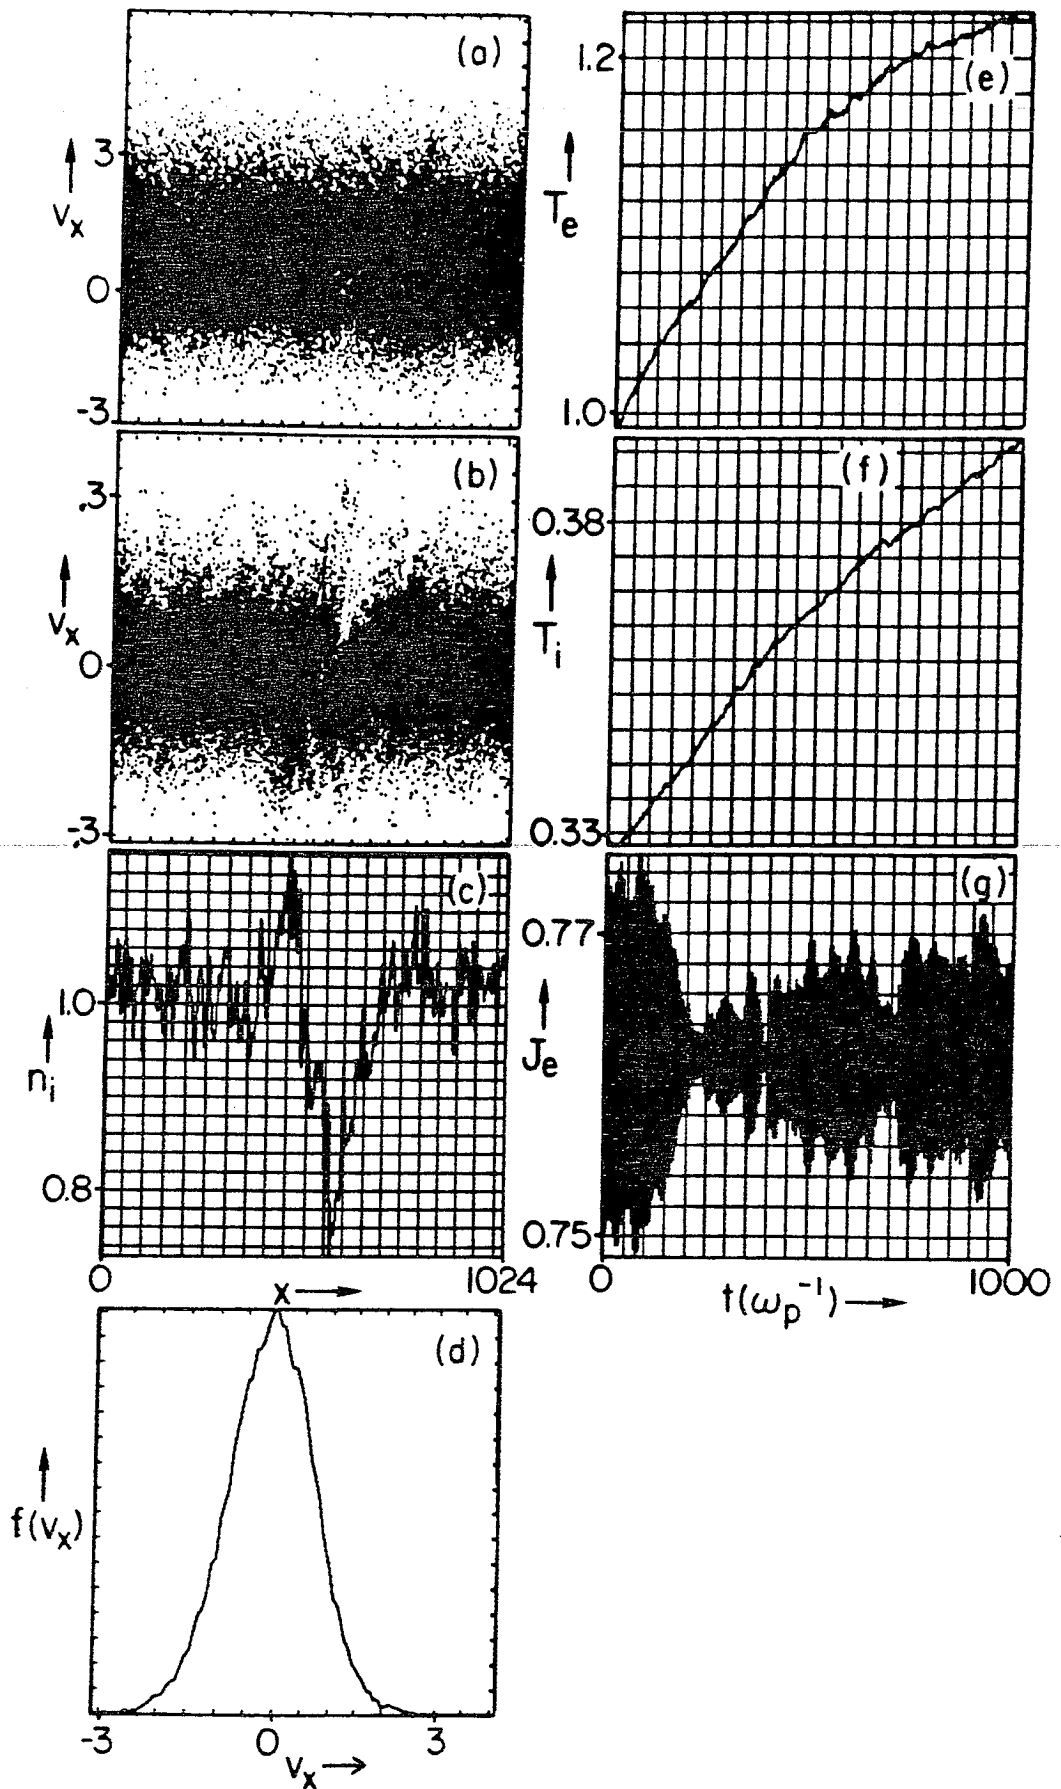 (a)
3
v_x
0
-3
(b)
.3
v_x
0
.3
(c)
1.0
n_i
0.8
0
x
1024
(d)
f(v_x)
-3
0
3
v_x
(e)
1.2
T_e
1.0
(f)
0.38
T_i
0.33
(g)
0.77
J_e
0.75
0
1000
t(ω_p^-1)